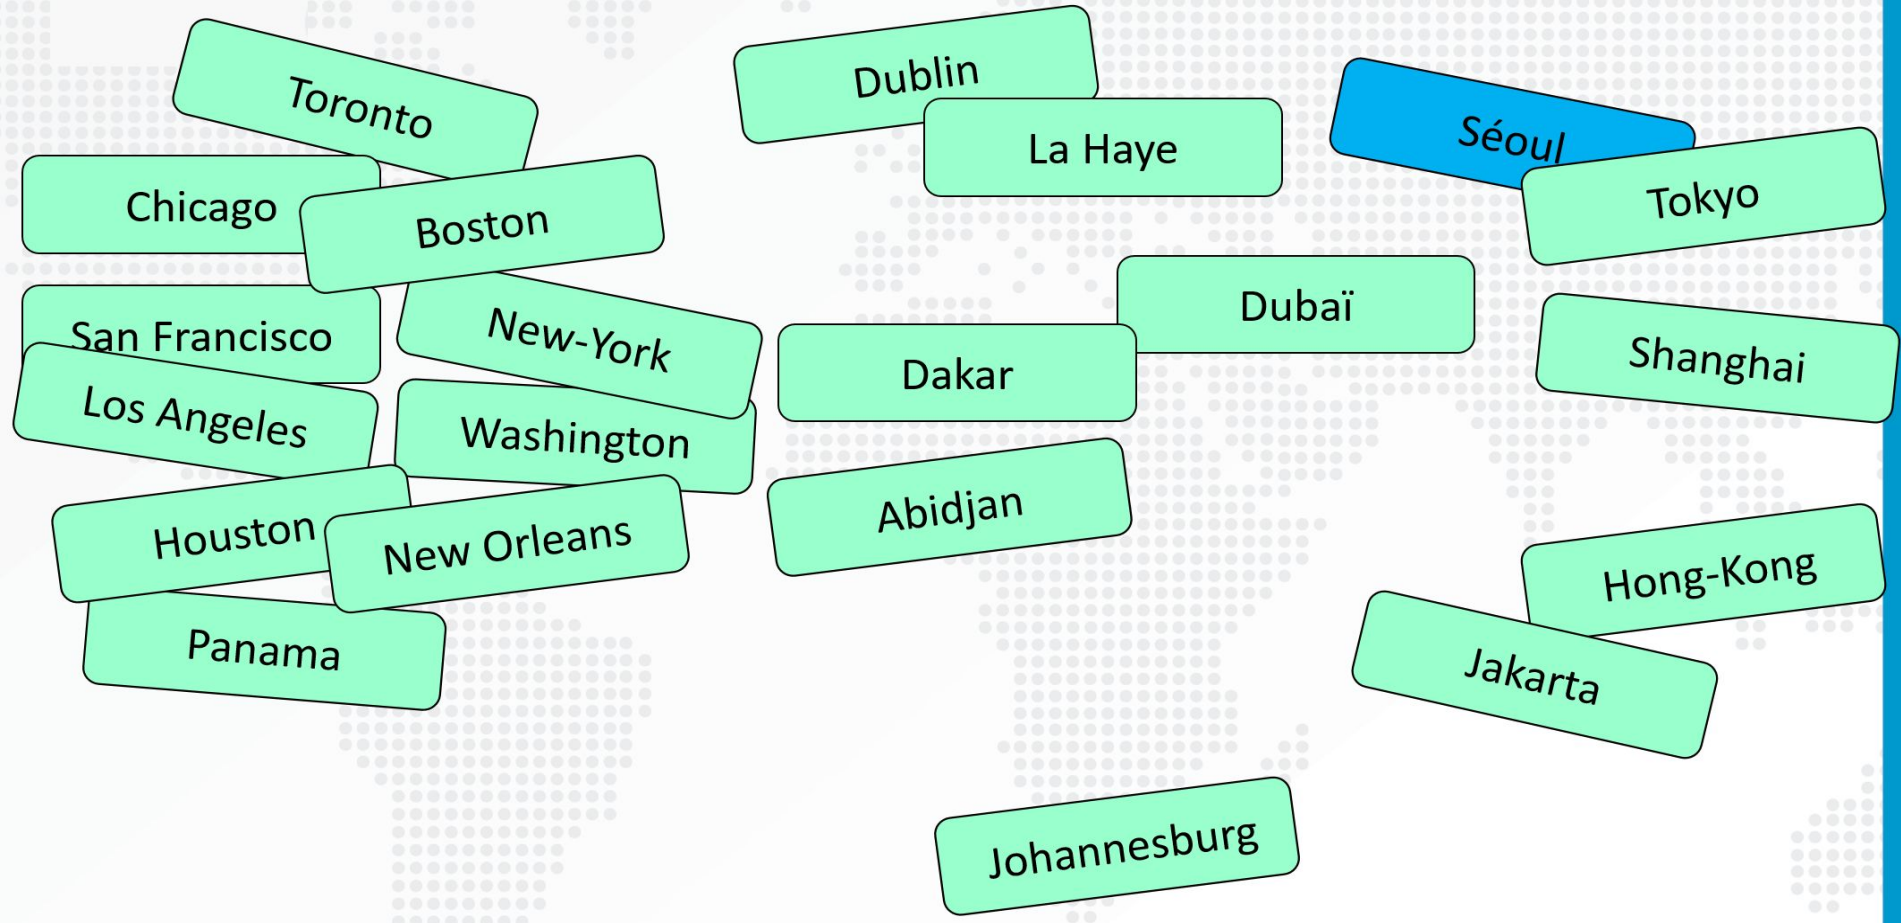 Toronto
Dublin
La Haye
Séoul
Chicago
Boston
Tokyo
San Francisco
New-York
Dubaï
Dakar
Shanghai
Los Angeles
Washington
Abidjan
Houston
New Orleans
Hong-Kong
Panama
Jakarta
Johannesburg